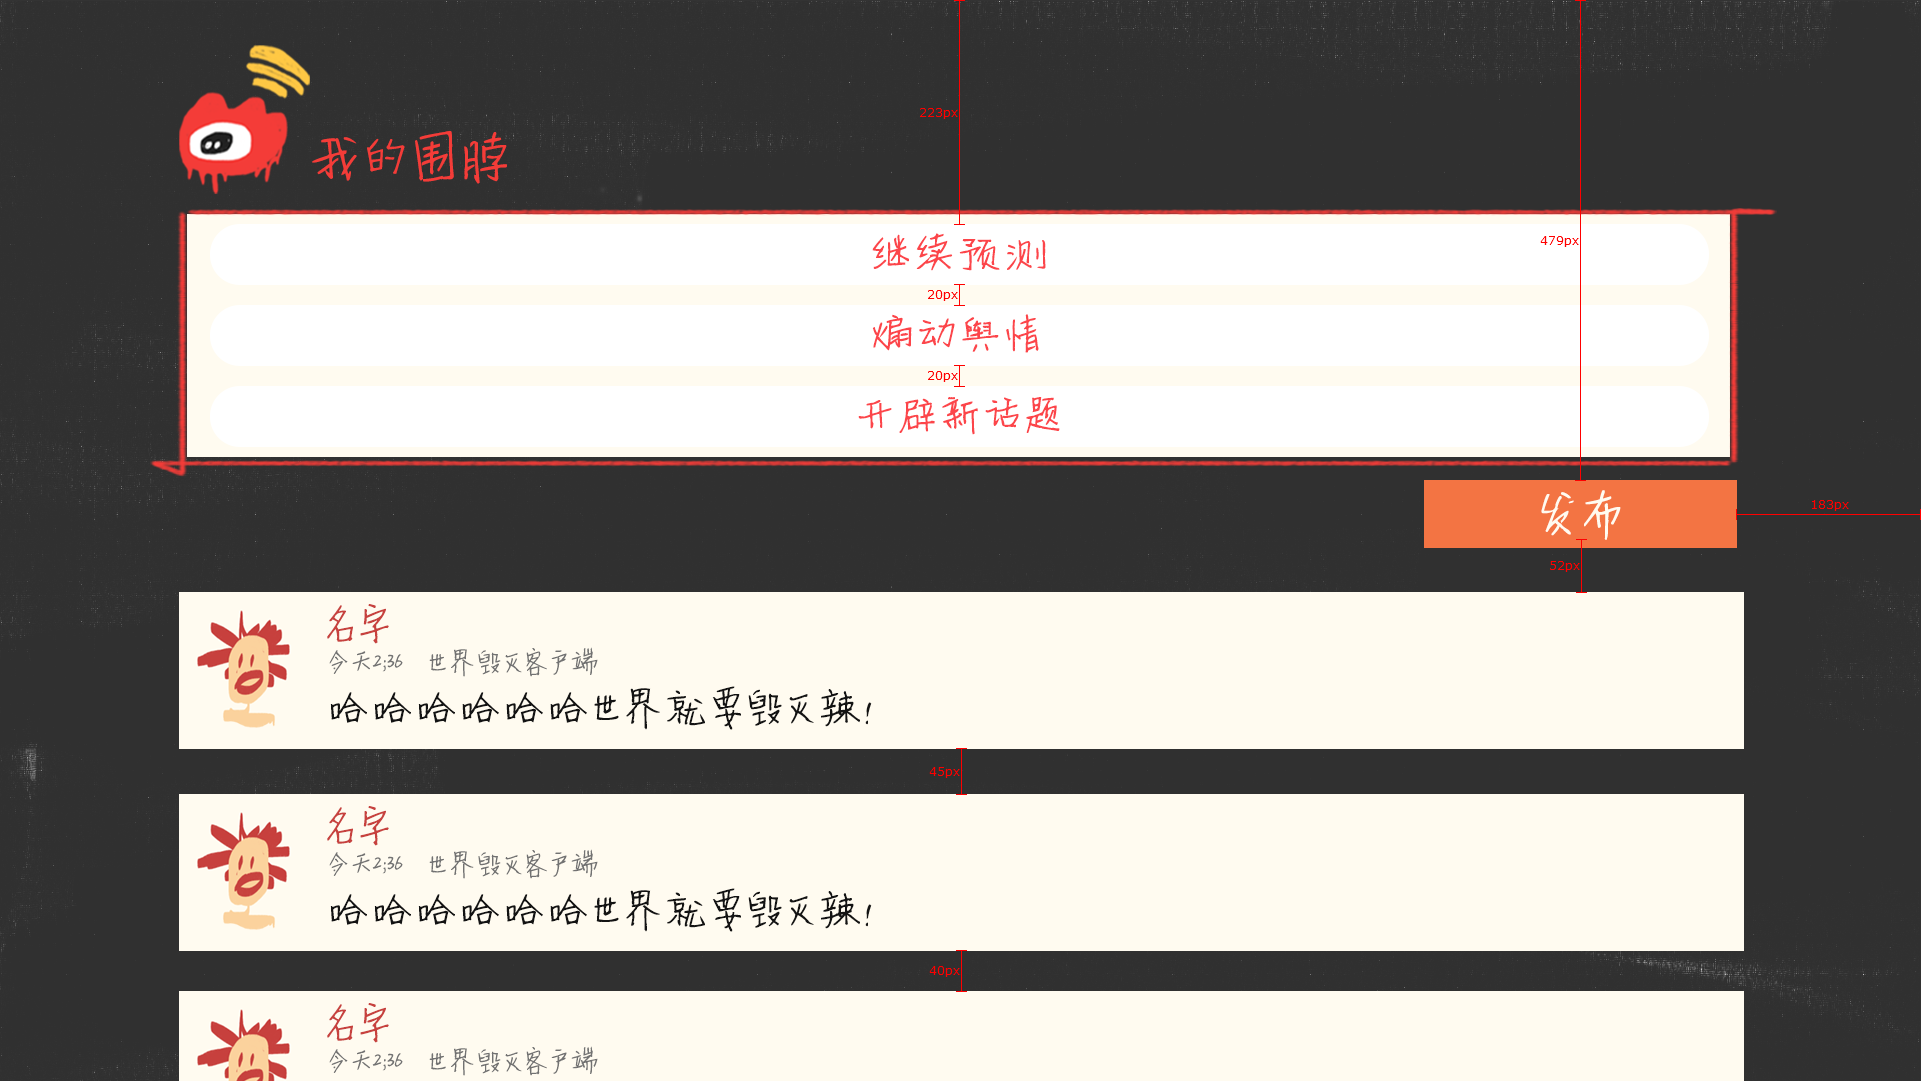 223px
我的围脖
继续预测
479px
20px
煽动舆情
20px
开辟新话题
发布
183px
52px
名字
今天2;36 世界毁灭客户端
哈哈哈哈哈哈世界就要毁灭辣!
45px
名字
今天2;36 世界毁灭客户端
哈哈哈哈哈哈世界就要毁灭辣!
40px
名字
今天2;36 世界毁灭客户端